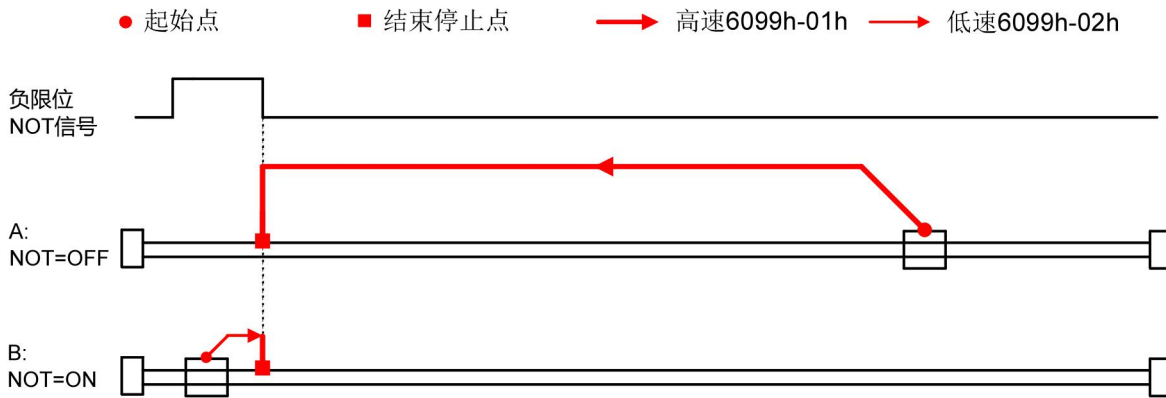 起始点 结束停止点 高速6099h-01h 低速6099h-02h
负限位
NOT信号
A:
NOT=OFF
B:
NOT=ON